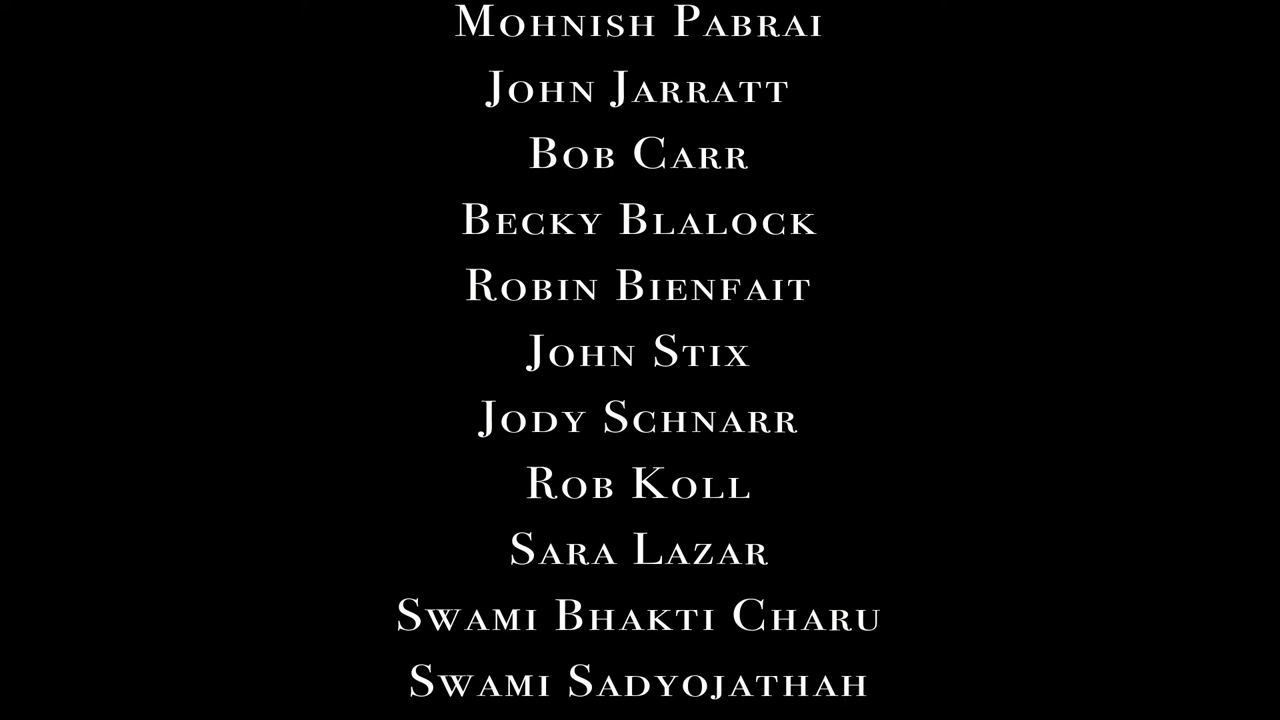 Mohnish Pabrai
John Jarratt
Bob Carr
Becky Blalock
Robin Bienfait
John Stix
Jody Schnarr
Rob Koll
Sara Lazar
Swami Bhakti Charu
Swami Sadyojathah